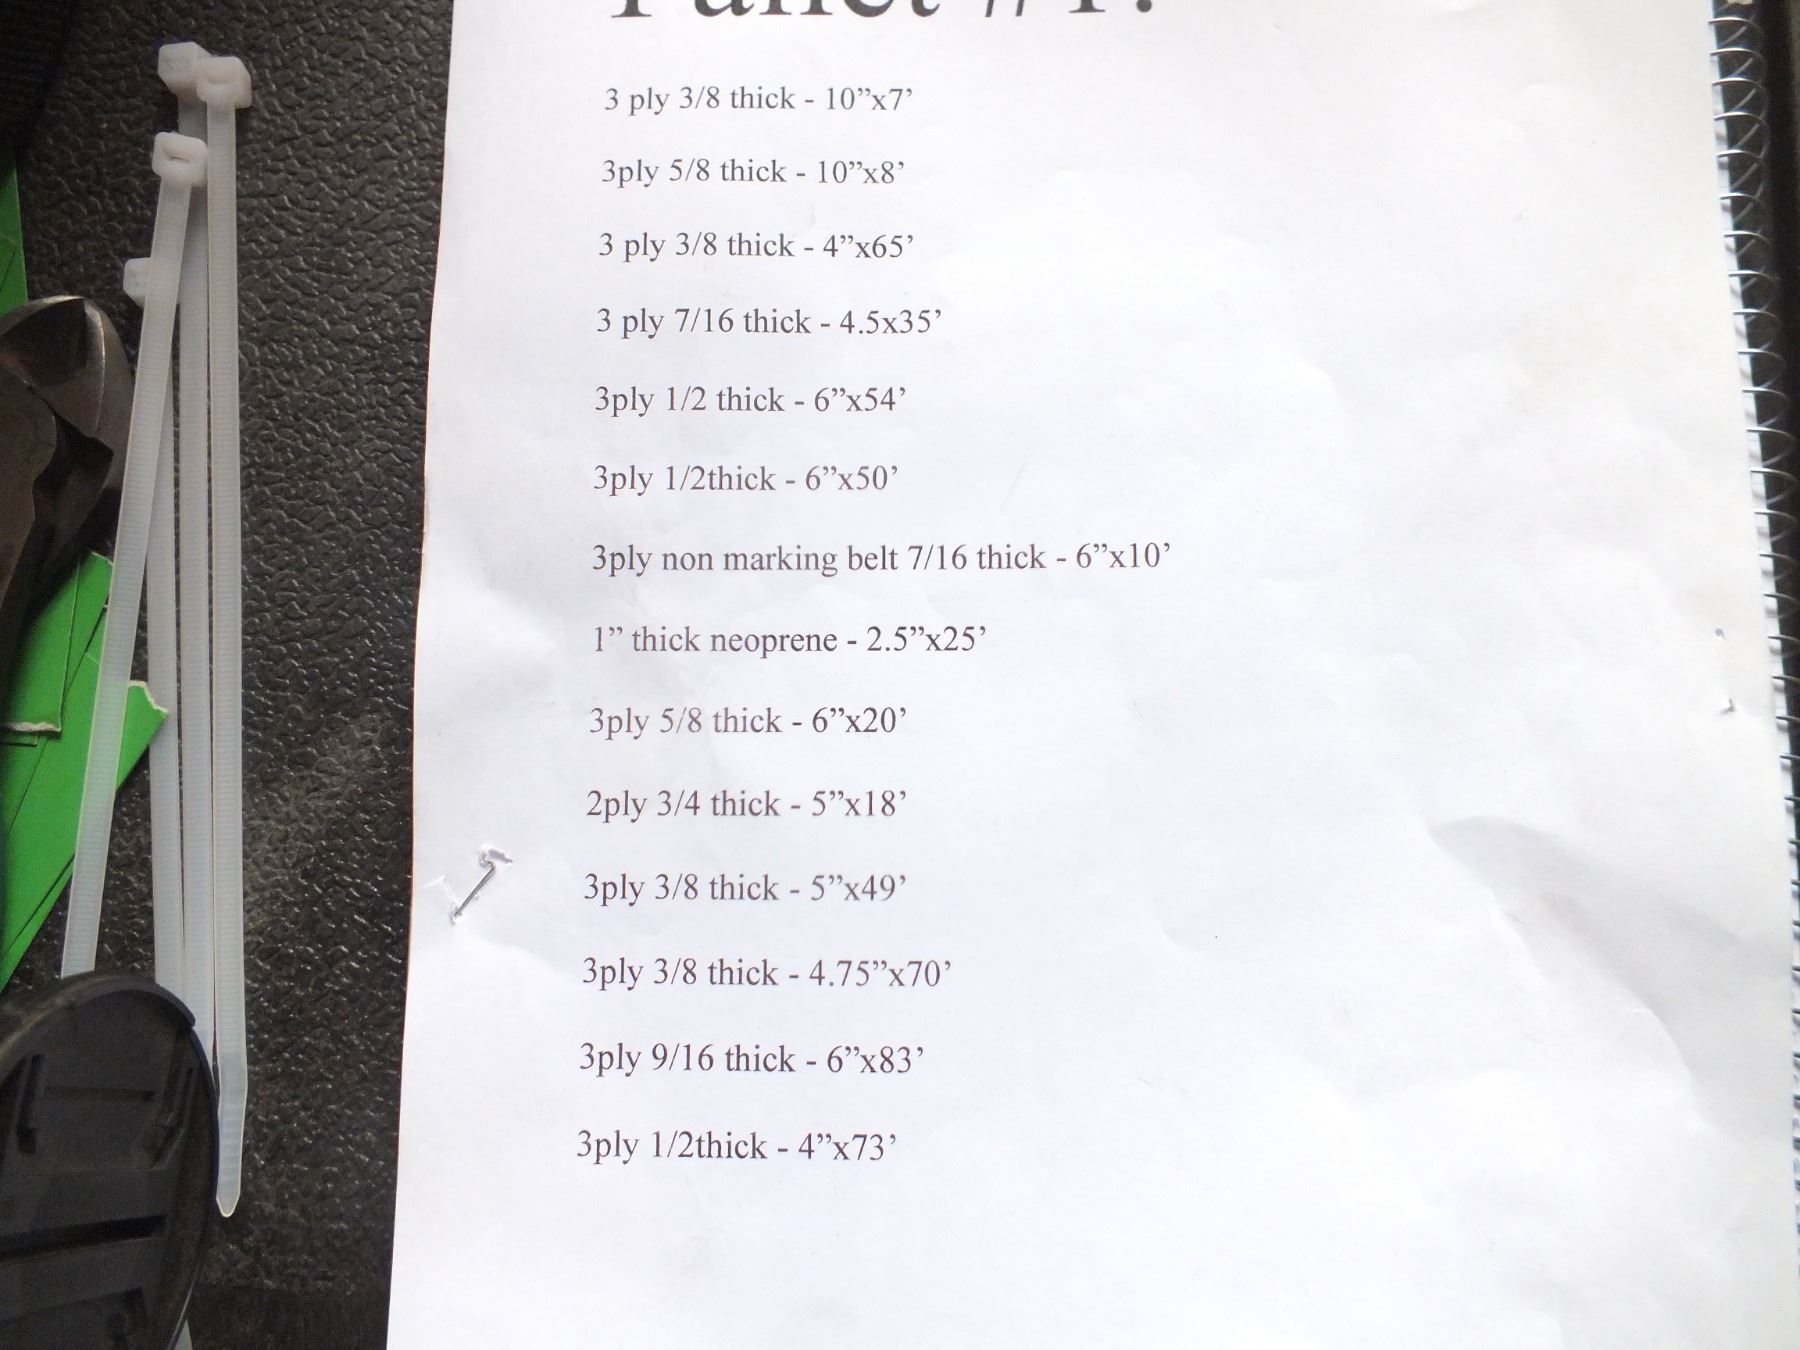 3 ply 3/8 thick - 10”x7’
3ply 5/8 thick - 10”x8’
3 ply 3/8 thick - 4”x65’
3 ply 7/16 thick - 4.5x35’
3ply 1/2 thick - 6”x54’
3ply 1/2thick - 6”x50’
3ply non marking belt 7/16 thick - 6”x10’
1” thick neoprene - 2.5”x25’
3ply 5/8 thick - 6”x20’
2ply 3/4 thick - 5”x18’
3ply 3/8 thick - 5”x49’
3ply 3/8 thick - 4.75”x70’
3ply 9/16 thick - 6”x83’
3ply 1/2thick - 4”x73’